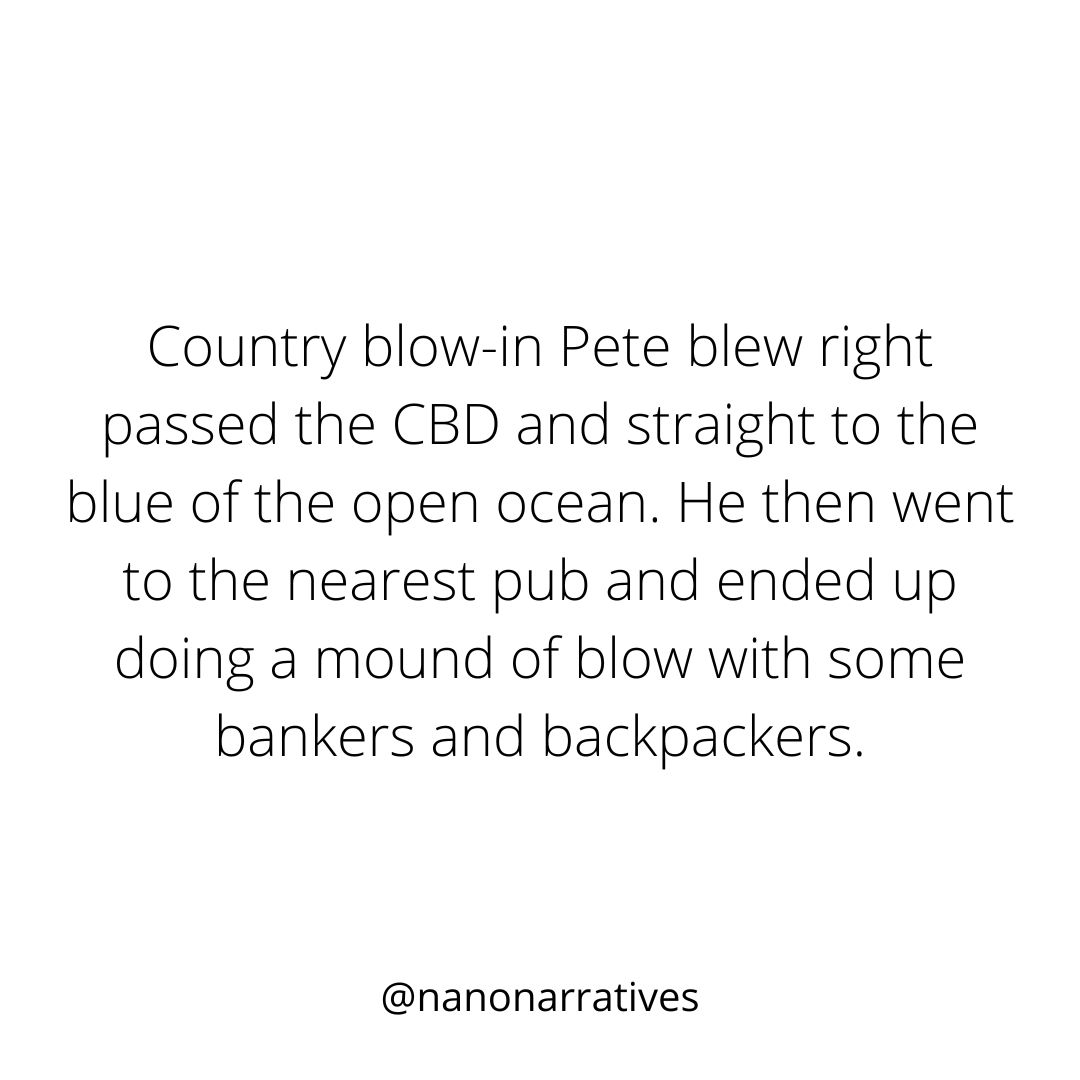 Country blow-in Pete blew right
passed the CBD and straight to the
blue of the open ocean. He then went
to the nearest pub and ended up
doing a mound of blow with some
bankers and backpackers.
@nanonarratives